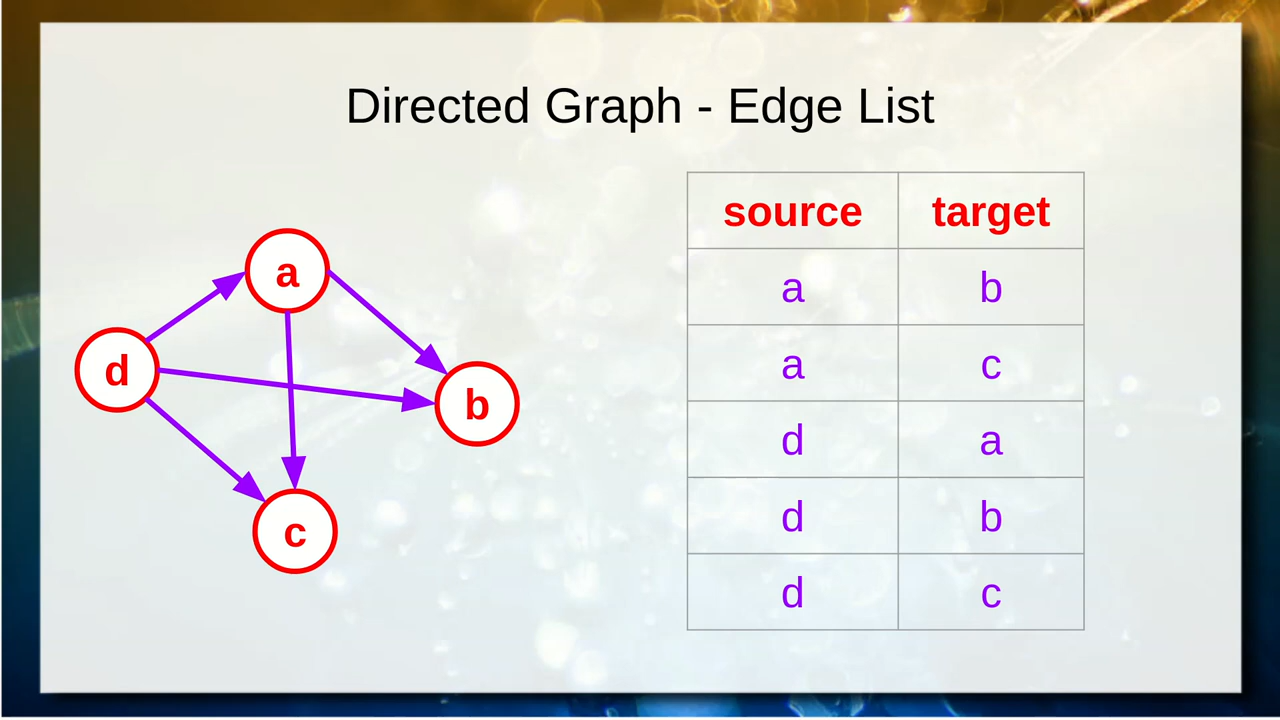 Directed Graph - Edge List
a
d
b
c
source target
a b
a c
d a
d b
d c